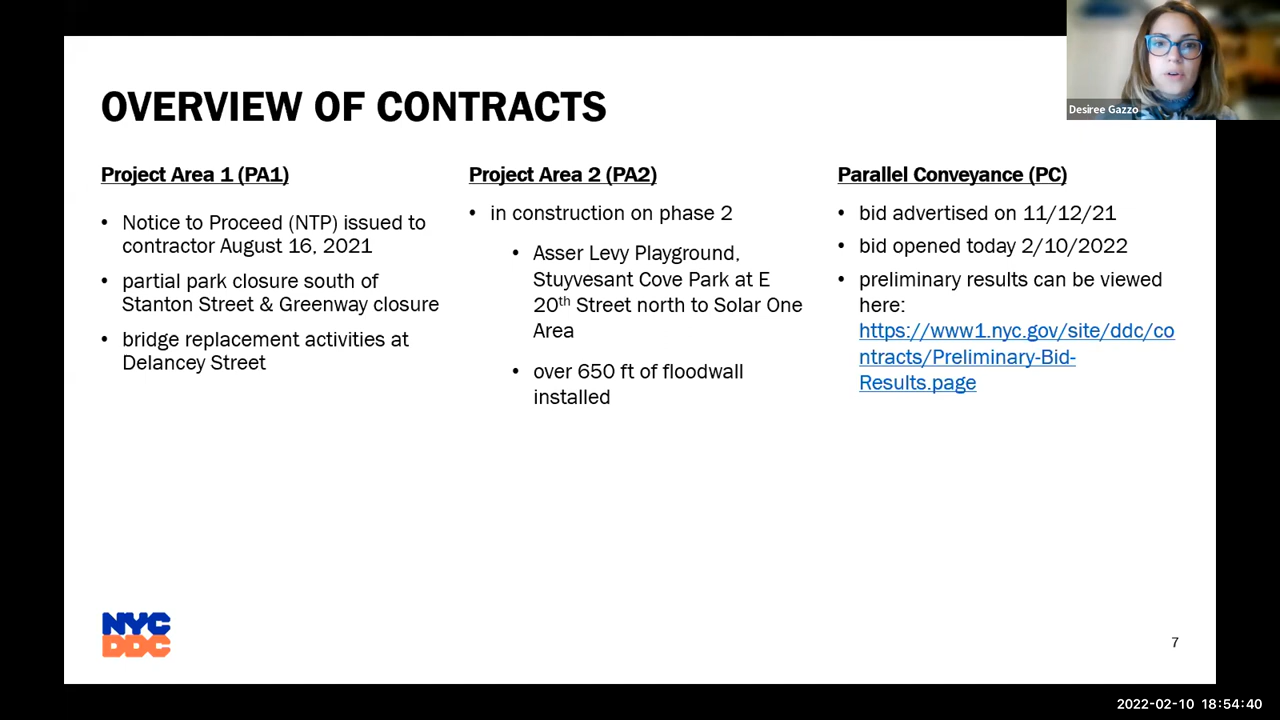 Desiree Gazzo
OVERVIEW OF CONTRACTS
Project Area 1 (PA1)
• Notice to Proceed (NTP) issued to
contractor August 16, 2021
• partial park closure south of
Stanton Street & Greenway closure
• bridge replacement activities at
Delancey Street
Project Area 2 (PA2)
• in construction on phase 2
• Asser Levy Playground,
Stuyvesant Cove Park at E
20th Street north to Solar One
Area
• over 650 ft of floodwall
installed
Parallel Conveyance (PC)
• bid advertised on 11/12/21
• bid opened today 2/10/2022
• preliminary results can be viewed
here:
https://www1.nyc.gov/site/ddc/co
ntracts/Preliminary-Bid-
Results.page
NYC
DDC
7
2022-02-10 18:54:40